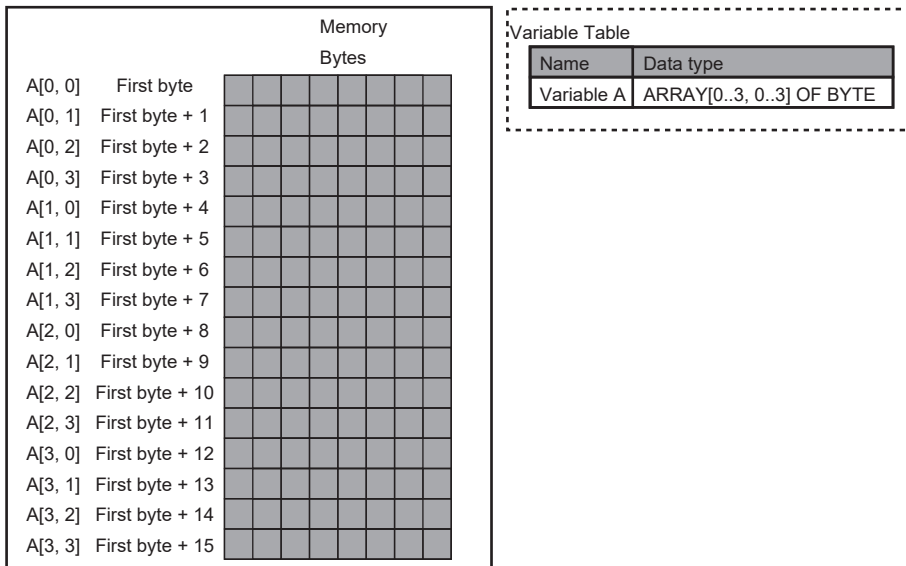 Memory
Bytes
A[0, 0] First byte
A[0, 1] First byte + 1
A[0, 2] First byte + 2
A[0, 3] First byte + 3
A[1, 0] First byte + 4
A[1, 1] First byte + 5
A[1, 2] First byte + 6
A[1, 3] First byte + 7
A[2, 0] First byte + 8
A[2, 1] First byte + 9
A[2, 2] First byte + 10
A[2, 3] First byte + 11
A[3, 0] First byte + 12
A[3, 1] First byte + 13
A[3, 2] First byte + 14
A[3, 3] First byte + 15
Variable Table
Name Data type
Variable A ARRAY[0..3, 0..3] OF BYTE